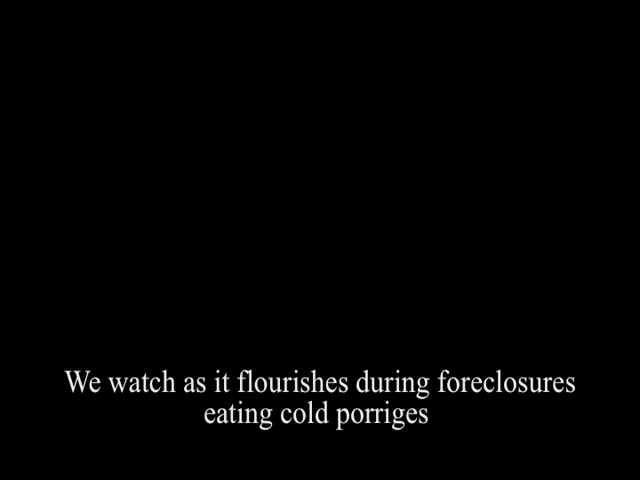 We watch as it flourishes during foreclosures
eating cold porriges